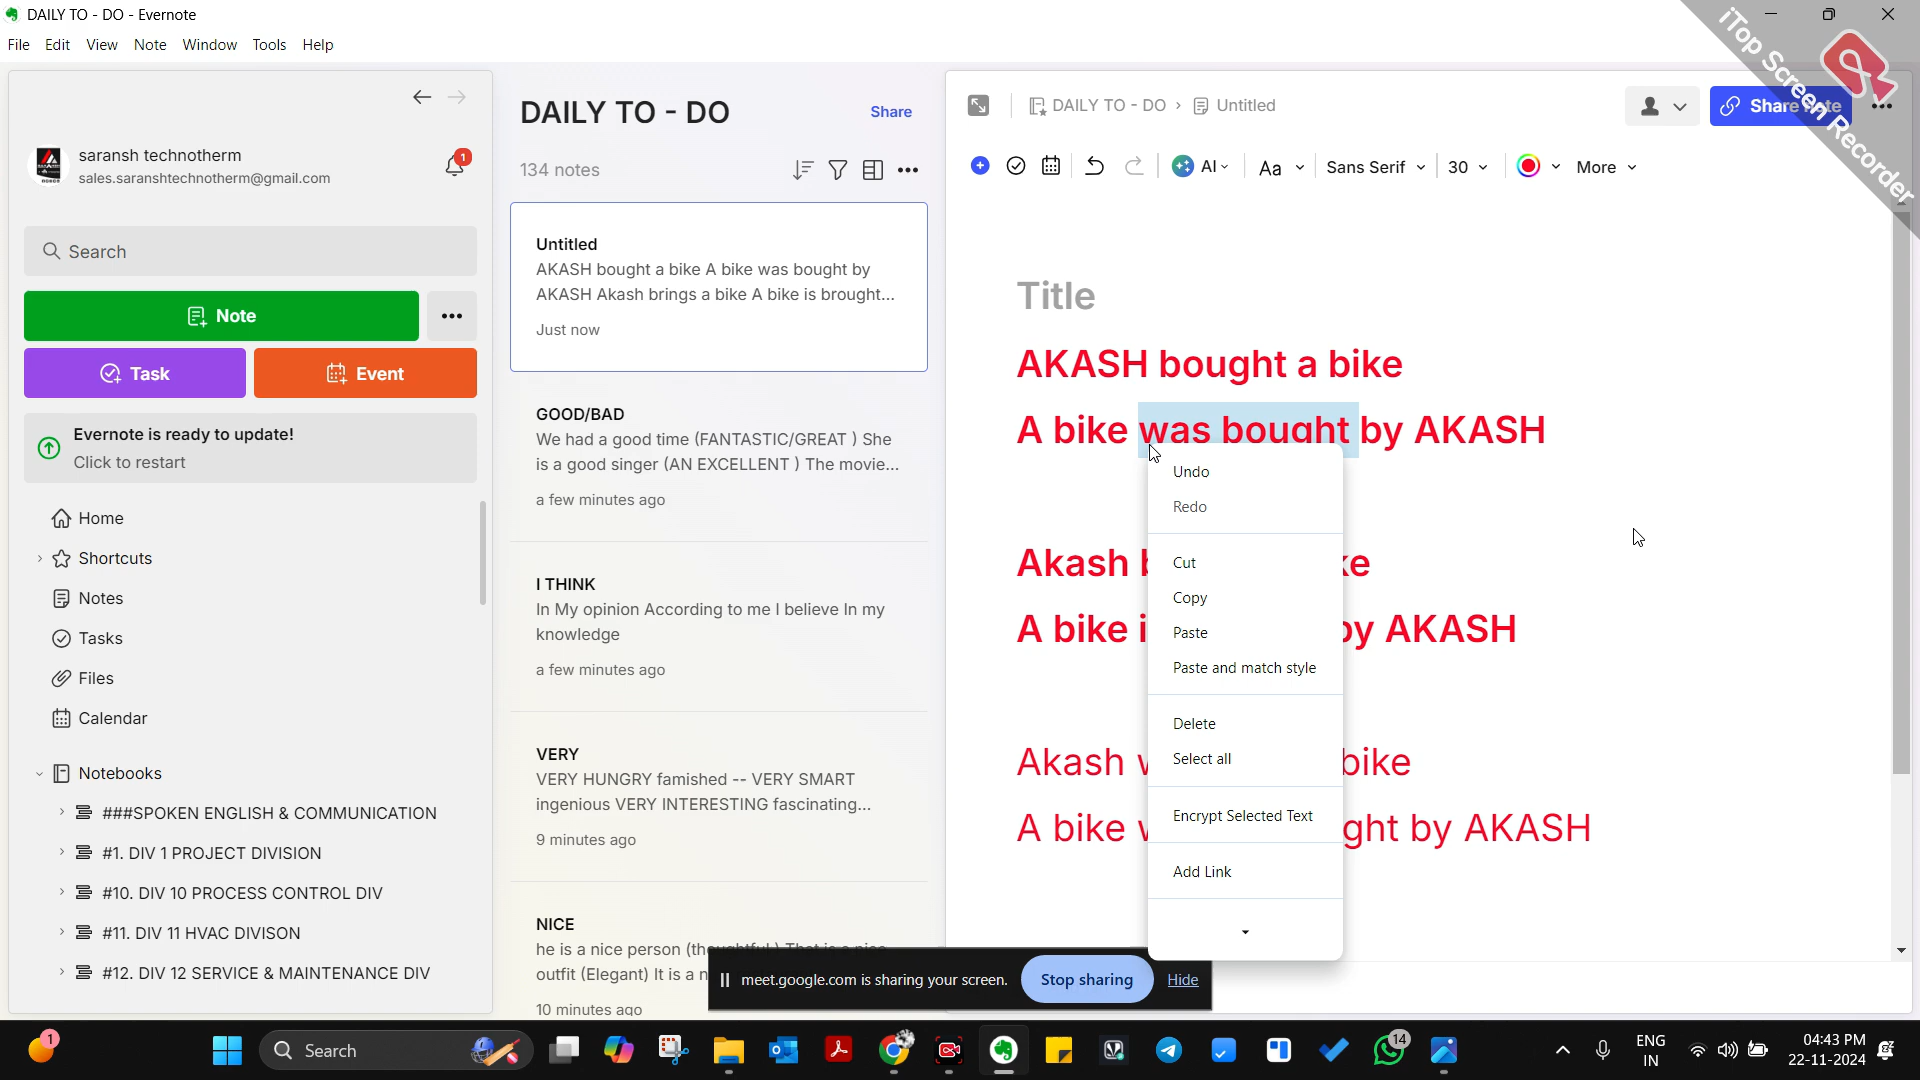 DAILY TO - DO - Evernote
File Edit View Note Window Tools Help
iTop Screen Recorder
saransh technotherm
sales.saranshtechnotherm@gmail.com
1
Search
Note
Task
Event
Evernote is ready to update!
Click to restart
Home
Shortcuts
Notes
Tasks
Files
Calendar
Notebooks
###SPOKEN ENGLISH & COMMUNICATION
#1. DIV 1 PROJECT DIVISION
#10. DIV 10 PROCESS CONTROL DIV
#11. DIV 11 HVAC DIVISON
#12. DIV 12 SERVICE & MAINTENANCE DIV
DAILY TO - DO
Share
134 notes
Untitled
AKASH bought a bike A bike was bought by
AKASH Akash brings a bike A bike is brought...
Just now
GOOD/BAD
We had a good time (FANTASTIC/GREAT ) She
is a good singer (AN EXCELLENT ) The movie...
a few minutes ago
I THINK
In My opinion According to me I believe In my
knowledge
a few minutes ago
VERY
VERY HUNGRY famished -- VERY SMART
ingenious VERY INTERESTING fascinating...
9 minutes ago
NICE
he is a nice person
outfit (Elegant) It is a
10 minutes ago
DAILY TO - DO › Untitled
Share
AI Aa Sans Serif 30 More
Title
AKASH bought a bike
A bike was bought by AKASH
Akash
A bike by AKASH
Akash bike
A bike by AKASH
Undo
Redo
Cut
Copy
Paste
Paste and match style
Delete
Select all
Encrypt Selected Text
Add Link
meet.google.com is sharing your screen.
Stop sharing
Hide
1
Search
14
ENG
IN
04:43 PM
22-11-2024